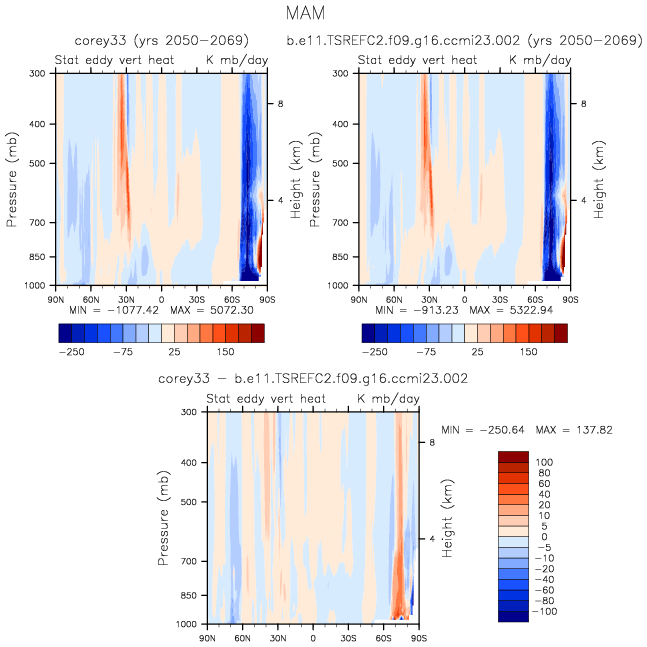 MAM
corey33 (yrs 2050-2069)
b.e11.TSREFC2.f09.g16.ccmi23.002 (yrs 2050-2069)
Stat eddy vert heat K mb/day
Stat eddy vert heat K mb/day
Pressure (mb)
300
400
500
700
850
1000
8
4
Height (km)
90N 60N 30N 0 30S 60S 90S
MIN = -1077.42 MAX = 5072.30
-250 -75 25 150
Pressure (mb)
300
400
500
700
850
1000
8
4
Height (km)
90N 60N 30N 0 30S 60S 90S
MIN = -913.23 MAX = 5322.94
-250 -75 25 150
corey33 - b.e11.TSREFC2.f09.g16.ccmi23.002
Stat eddy vert heat K mb/day
Pressure (mb)
300
400
500
700
850
1000
8
4
Height (km)
90N 60N 30N 0 30S 60S 90S
MIN = -250.64 MAX = 137.82
100
80
60
40
20
10
5
0
-5
-10
-20
-40
-60
-80
-100